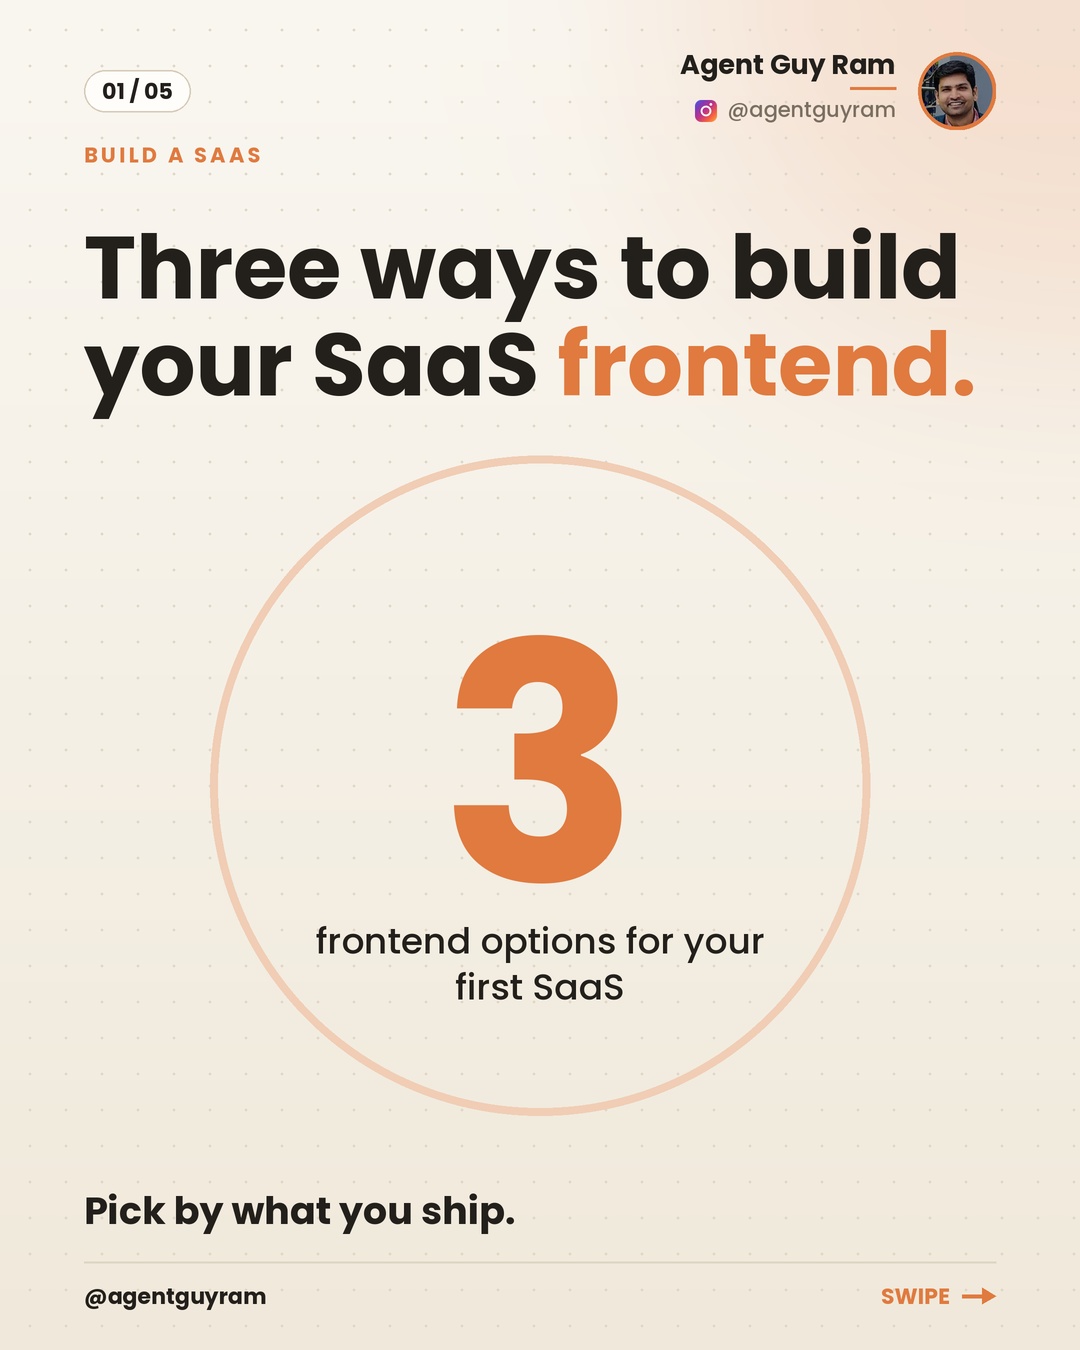 01 / 05
Agent Guy Ram
@agentguyram
BUILD A SAAS
Three ways to build
your SaaS frontend.
3
frontend options for your
first SaaS
Pick by what you ship.
@agentguyram
SWIPE